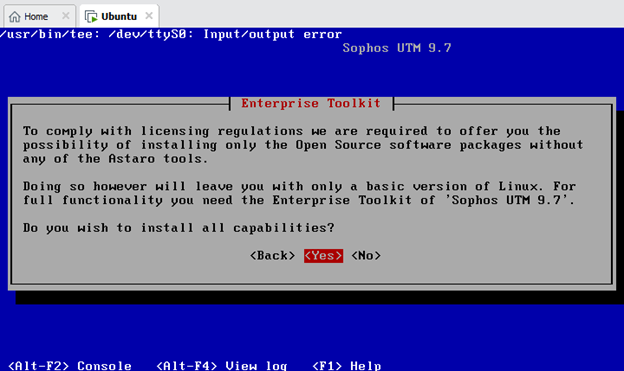 Home
Ubuntu
/usr/bin/tee: /dev/ttyS0: Input/output error
Sophos UTM 9.7
Enterprise Toolkit
To comply with licensing regulations we are required to offer you the
possibility of installing only the Open Source software packages without
any of the Astaro tools.
Doing so however will leave you with only a basic version of Linux. For
full functionality you need the Enterprise Toolkit of 'Sophos UTM 9.7'.
Do you wish to install all capabilities?
<Back> <Yes> <No>
<Alt-F2> Console <Alt-F4> View log <F1> Help